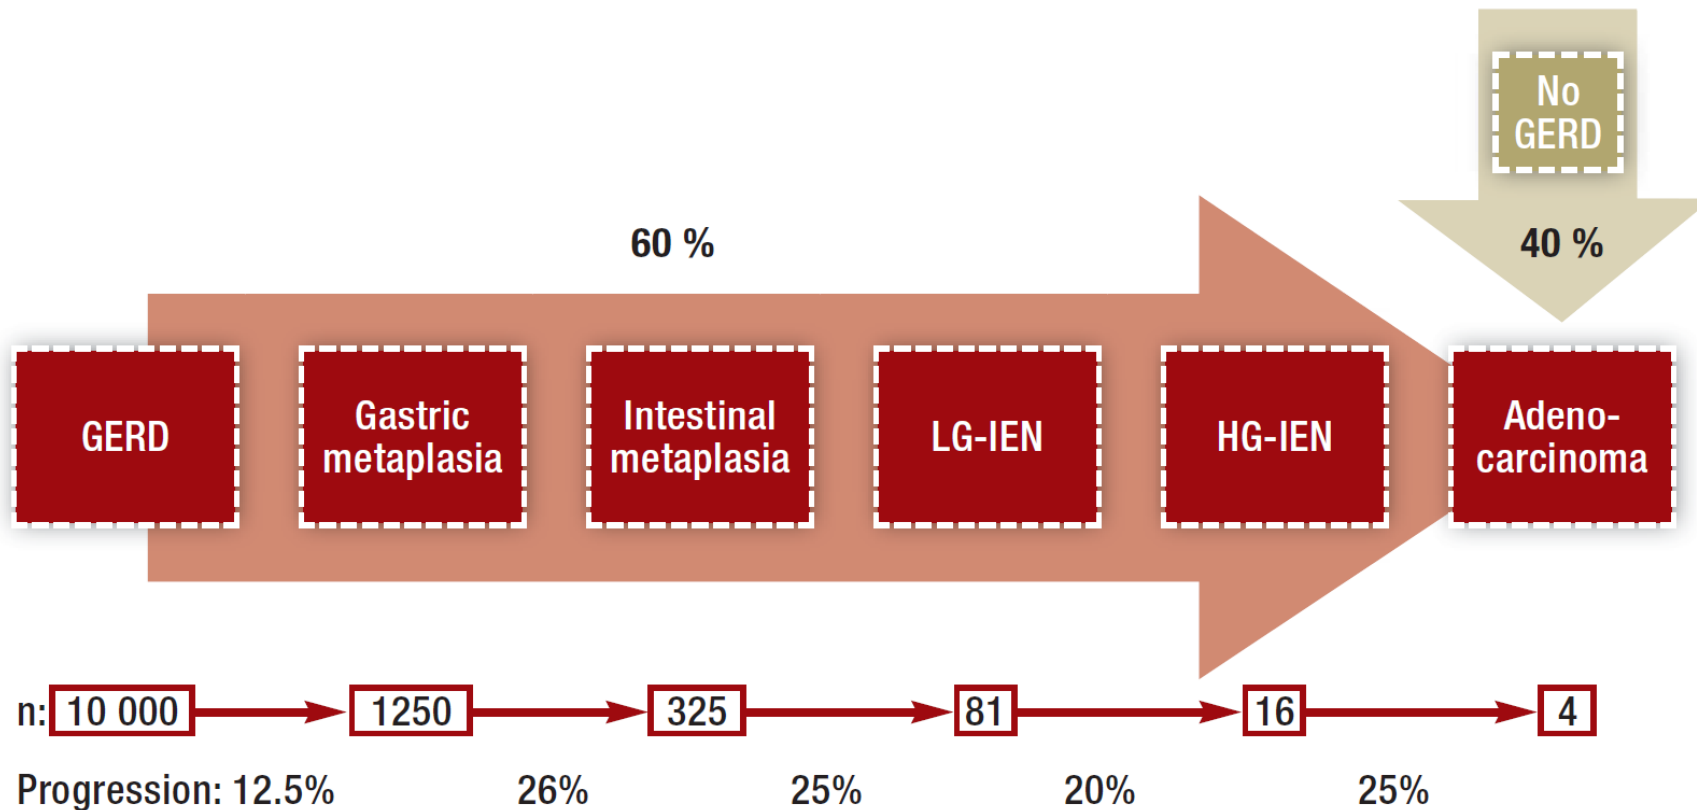 No
GERD
60 %
40 %
GERD
Gastric
metaplasia
Intestinal
metaplasia
LG-IEN
HG-IEN
Adeno-
carcinoma
n: 10 000 1250 325 81 16 4
Progression: 12.5% 26% 25% 20% 25%